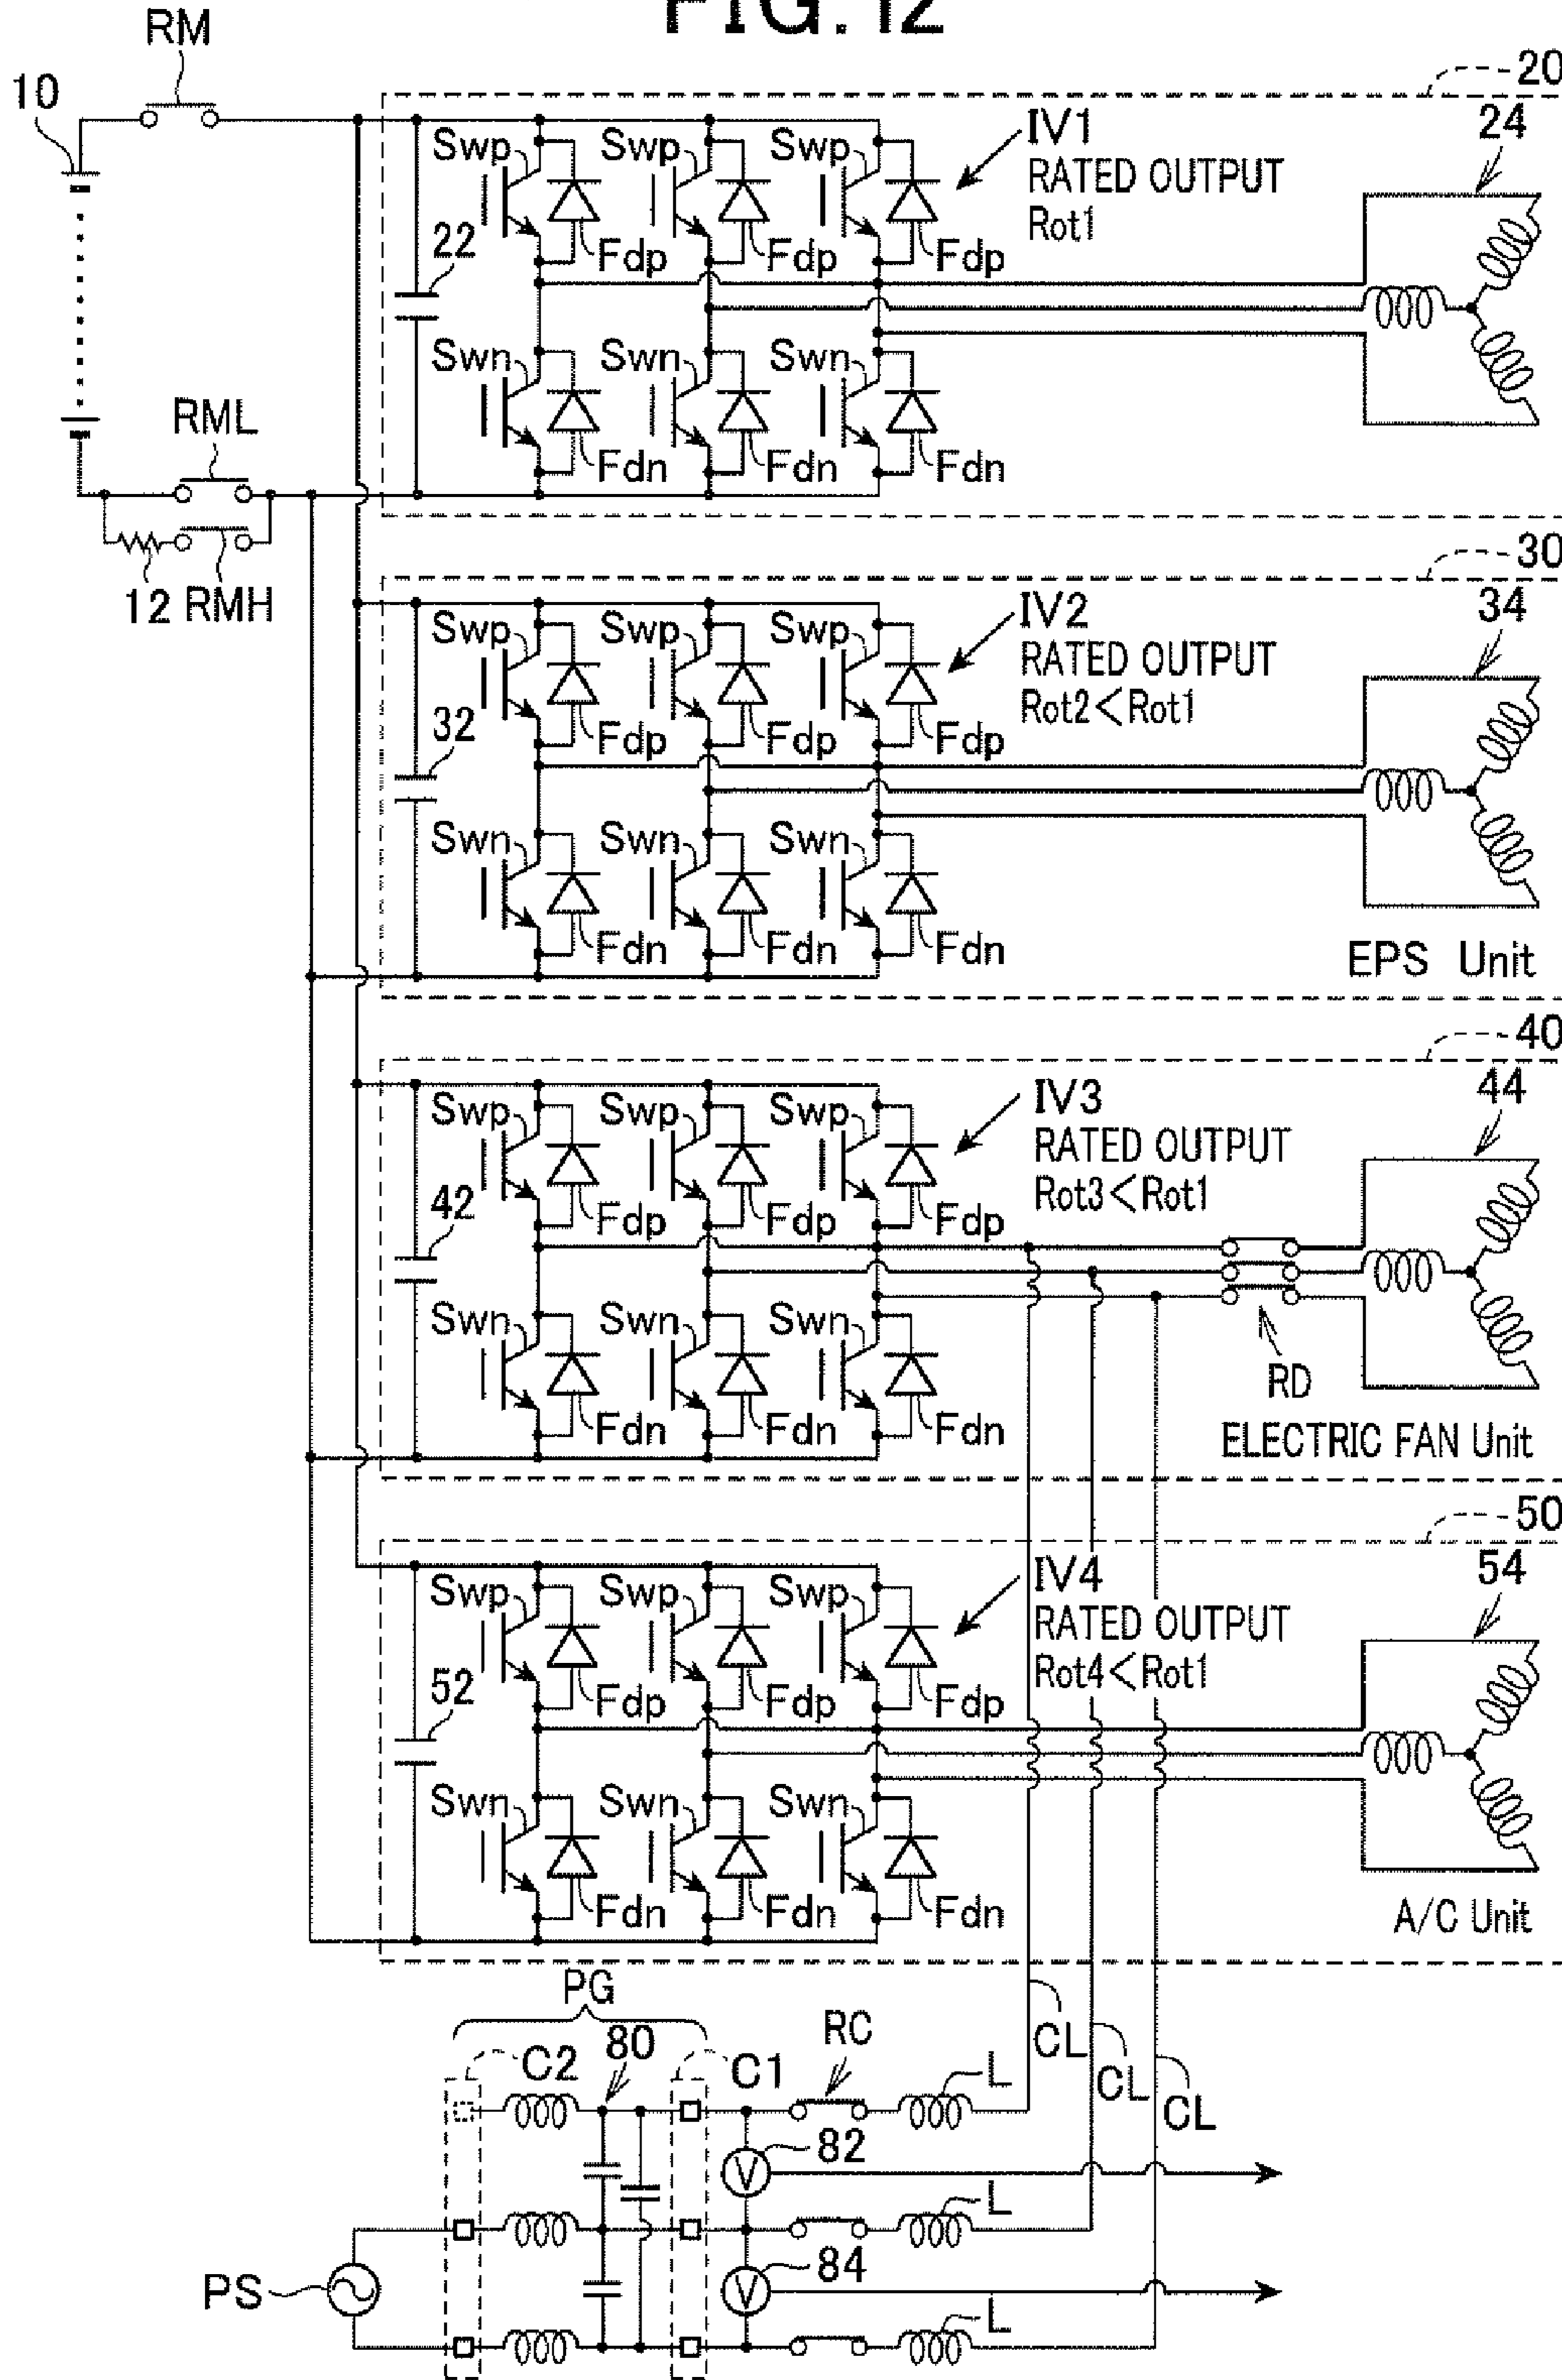 FIG. 12
RM
10
20
24
IV1
RATED OUTPUT
Rot1
Swp Swp Swp
22
Fdp Fdp Fdp
Swn Swn Swn
RML
Fdn Fdn Fdn
12 RMH
30
34
IV2
RATED OUTPUT
Rot2<Rot1
Swp Swp Swp
32
Fdp Fdp Fdp
Swn Swn Swn
Fdn Fdn Fdn
EPS Unit
40
44
IV3
RATED OUTPUT
Rot3<Rot1
Swp Swp Swp
42
Fdp Fdp Fdp
Swn Swn Swn
RD
Fdn Fdn Fdn
ELECTRIC FAN Unit
50
54
IV4
RATED OUTPUT
Rot4<Rot1
Swp Swp Swp
52
Fdp Fdp Fdp
Swn Swn Swn
Fdn Fdn Fdn
A/C Unit
PG
C2 80 C1 RC L CL CL CL
V 82
L
V 84
PS
L